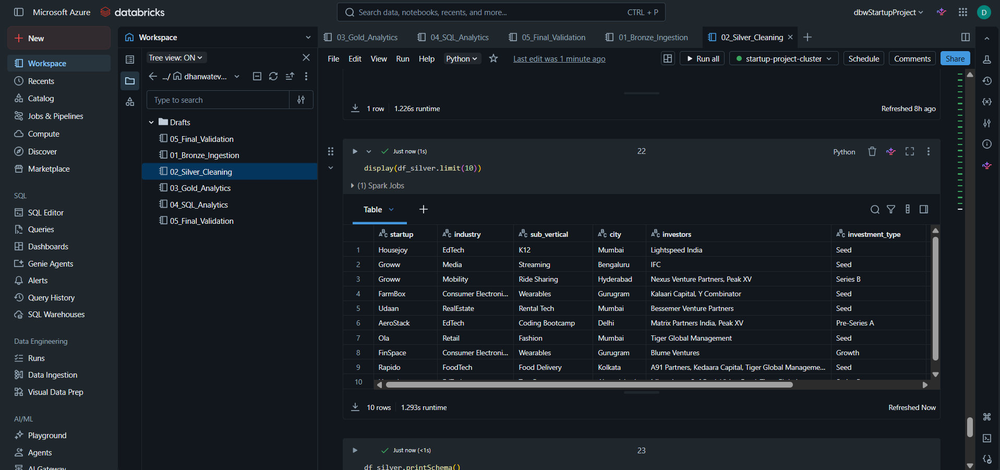 Microsoft Azure databricks
Search data, notebooks, recents, and more... CTRL + P
dbwStartupProject D
New
Workspace
Recents
Catalog
Jobs & Pipelines
Compute
Discover
Marketplace
SQL
SQL Editor
Queries
Dashboards
Genie Agents
Alerts
Query History
SQL Warehouses
Data Engineering
Runs
Data Ingestion
Visual Data Prep
AI/ML
Playground
Agents
AI Gateway
Workspace
Tree view: ON
.../ dhanwatev...
Type to search
Drafts
05_Final_Validation
01_Bronze_Ingestion
02_Silver_Cleaning
03_Gold_Analytics
04_SQL_Analytics
05_Final_Validation
03_Gold_Analytics 04_SQL_Analytics 05_Final_Validation 01_Bronze_Ingestion 02_Silver_Cleaning
File Edit View Run Help Python Last edit was 1 minute ago Run all startup-project-cluster Schedule Comments Share
1 row 1.226s runtime Refreshed 8h ago
Just now (1s) 22 Python
display(df_silver.limit(10))
(1) Spark Jobs
Table
startup industry sub_vertical city investors investment_type
1 Housejoy EdTech K12 Mumbai Lightspeed India Seed
2 Groww Media Streaming Bengaluru IFC Seed
3 Groww Mobility Ride Sharing Hyderabad Nexus Venture Partners, Peak XV Series B
4 FarmBox Consumer Electroni... Wearables Gurugram Kalaari Capital, Y Combinator Seed
5 Udaan RealEstate Rental Tech Mumbai Bessemer Venture Partners Seed
6 AeroStack EdTech Coding Bootcamp Delhi Matrix Partners India, Peak XV Pre-Series A
7 Ola Retail Fashion Mumbai Tiger Global Management Seed
8 FinSpace Consumer Electroni... Wearables Gurugram Blume Ventures Growth
9 Rapido FoodTech Food Delivery Kolkata A91 Partners, Kedaara Capital, Tiger Global Manageme... Seed
10
10 rows 1.293s runtime Refreshed Now
Just now (<1s) 23
df_silver.printSchema()